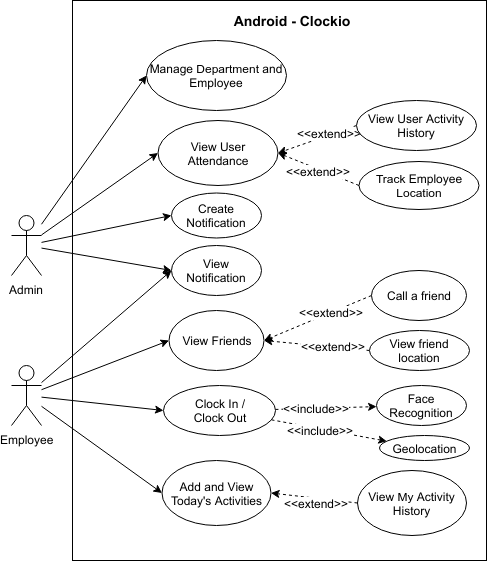 Android - Clockio
Manage Department and
Employee
View User
Attendance
<<extend>>
View User Activity
History
<<extend>>
Track Employee
Location
Create
Notification
View
Notification
Admin
View Friends
<<extend>>
Call a friend
<<extend>>
View friend
location
Employee
Clock In /
Clock Out
<<include>>
Face
Recognition
<<include>>
Geolocation
Add and View
Today's Activities
<<extend>>
View My Activity
History